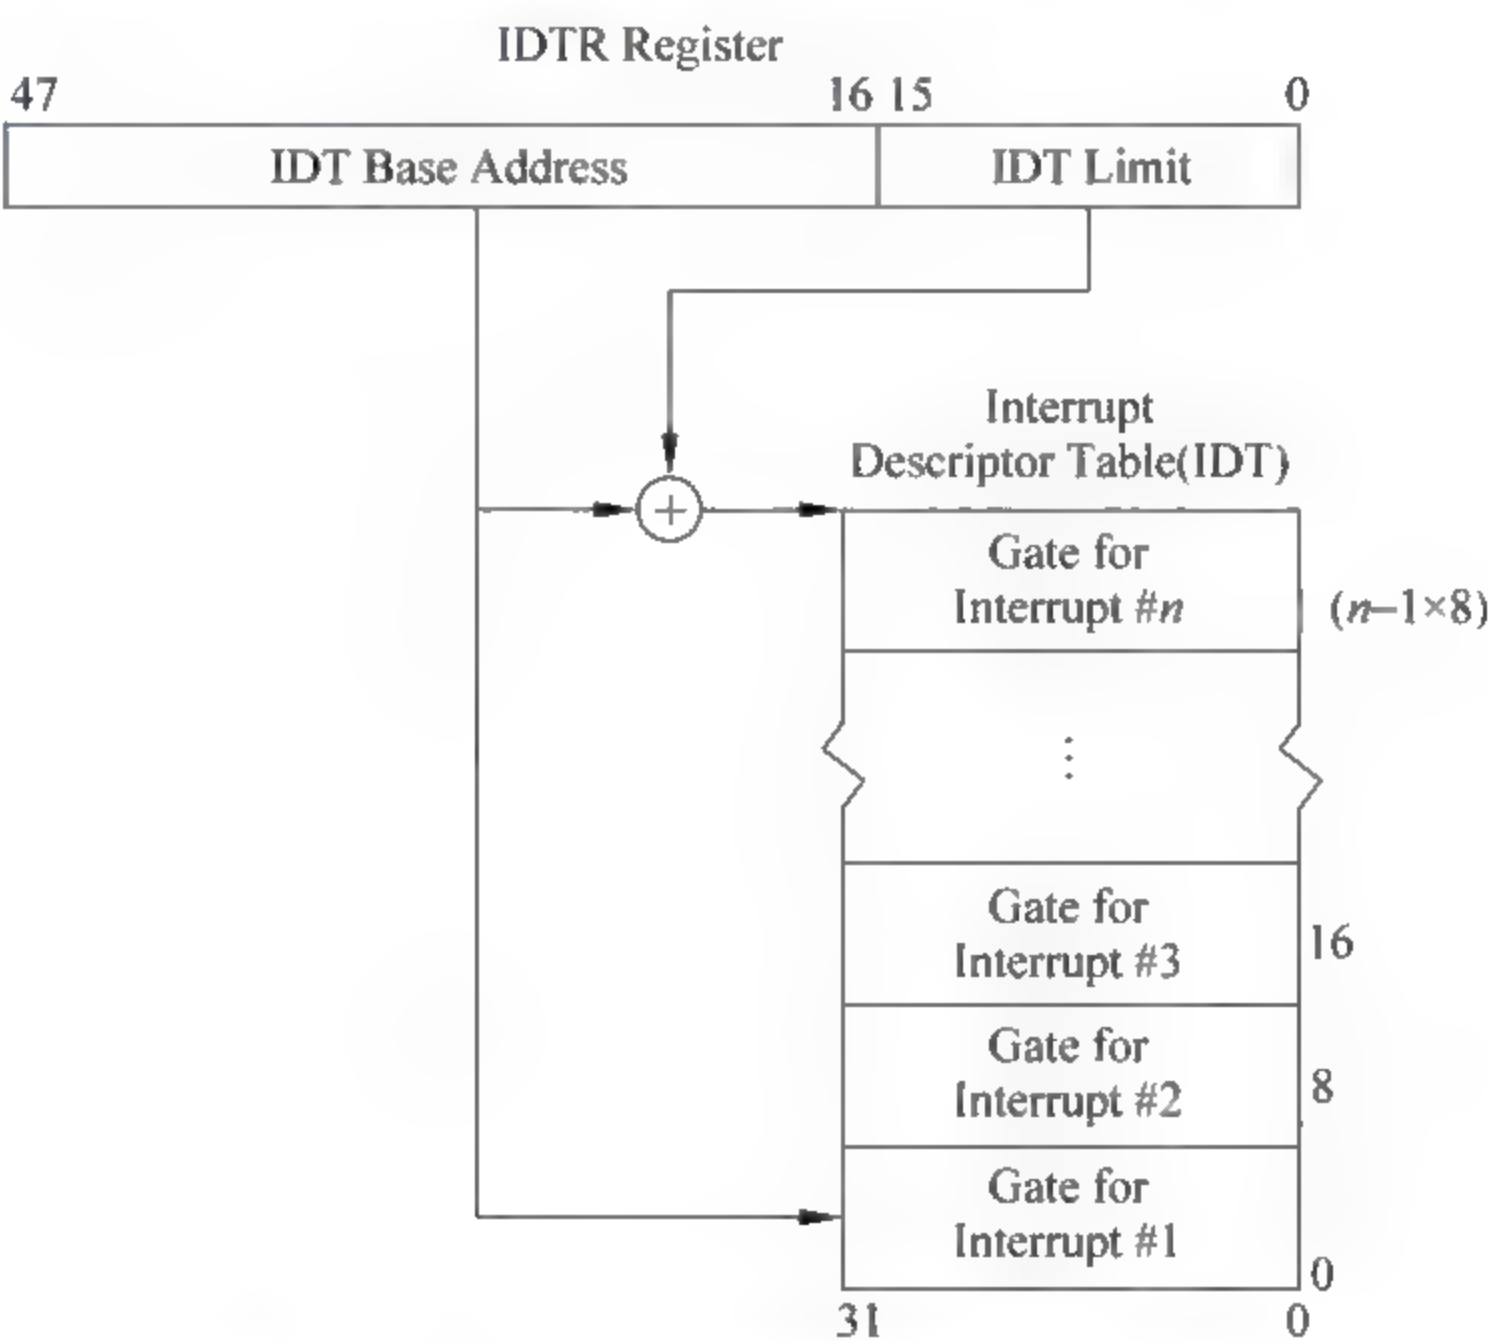 IDTR Register
47 16 15 0
IDT Base Address IDT Limit
Interrupt
Descriptor Table(IDT)
Gate for
Interrupt #n
(n–1×8)
⋮
Gate for
Interrupt #3
16
Gate for
Interrupt #2
8
Gate for
Interrupt #1
0
31 0